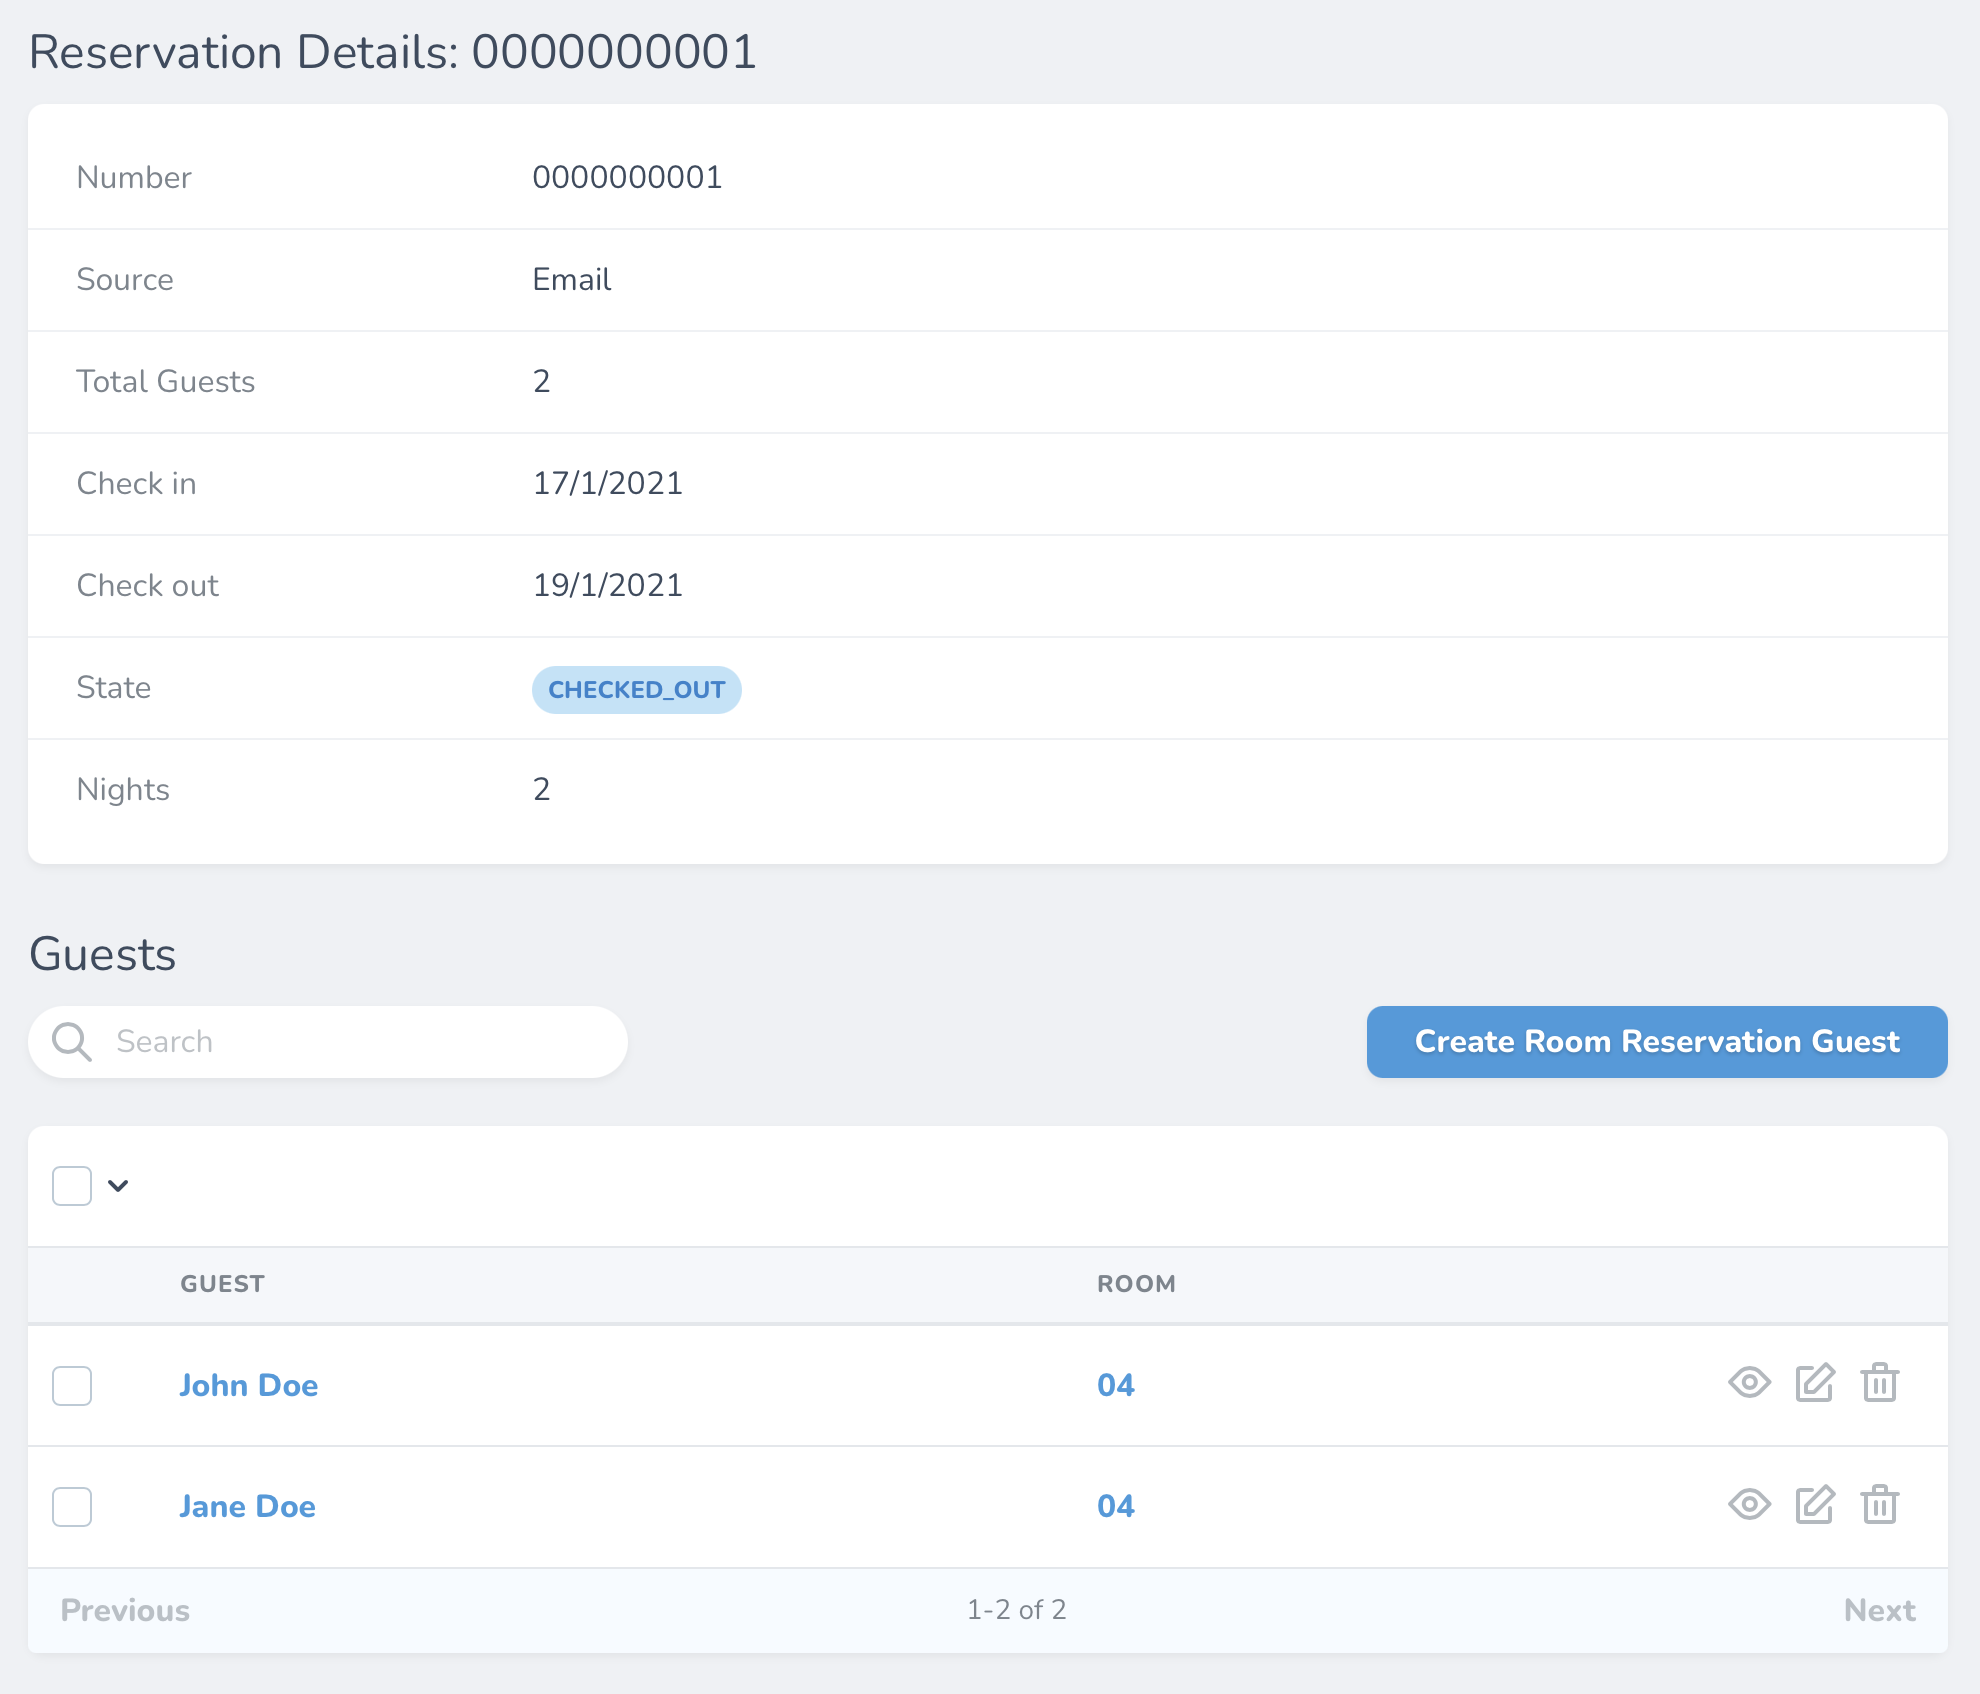 Reservation Details: 0000000001
Number 0000000001
Source Email
Total Guests 2
Check in 17/1/2021
Check out 19/1/2021
State CHECKED_OUT
Nights 2
Guests
Search Create Room Reservation Guest
GUEST ROOM
John Doe 04
Jane Doe 04
Previous 1-2 of 2 Next